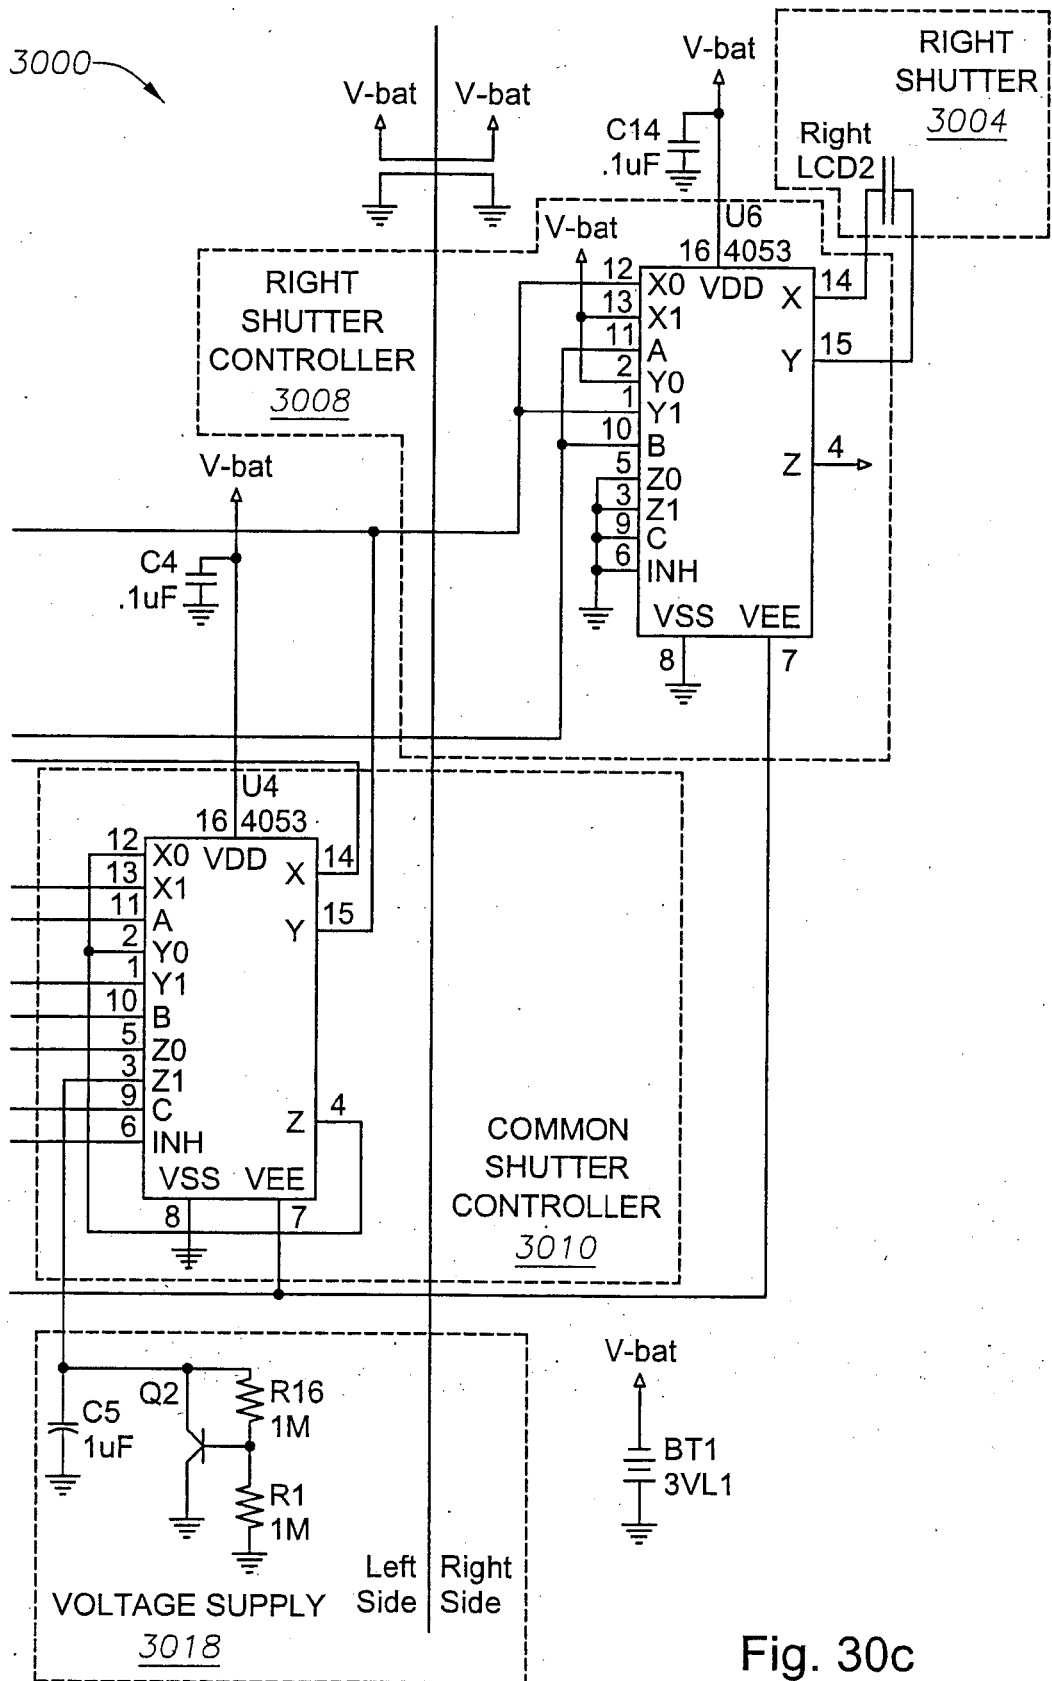 3000
V-bat V-bat
V-bat
C14
.1uF
RIGHT
SHUTTER
3004
Right
LCD2
V-bat
U6
16 4053
RIGHT
SHUTTER
CONTROLLER
3008
12 X0 VDD X 14
13 X1
11 A
2 Y0 Y 15
1 Y1
10 B
5 Z0 Z 4
3 Z1
9 C
6 INH
VSS VEE
8 7
V-bat
C4
.1uF
U4
16 4053
12 X0 VDD X 14
13 X1
11 A Y 15
2 Y0
1 Y1
10 B
5 Z0
3 Z1
9 C Z 4
6 INH
VSS VEE
8 7
COMMON
SHUTTER
CONTROLLER
3010
C5
1uF
Q2
R16
1M
R1
1M
V-bat
BT1
3VL1
Left
Side
Right
Side
VOLTAGE SUPPLY
3018
Fig. 30c